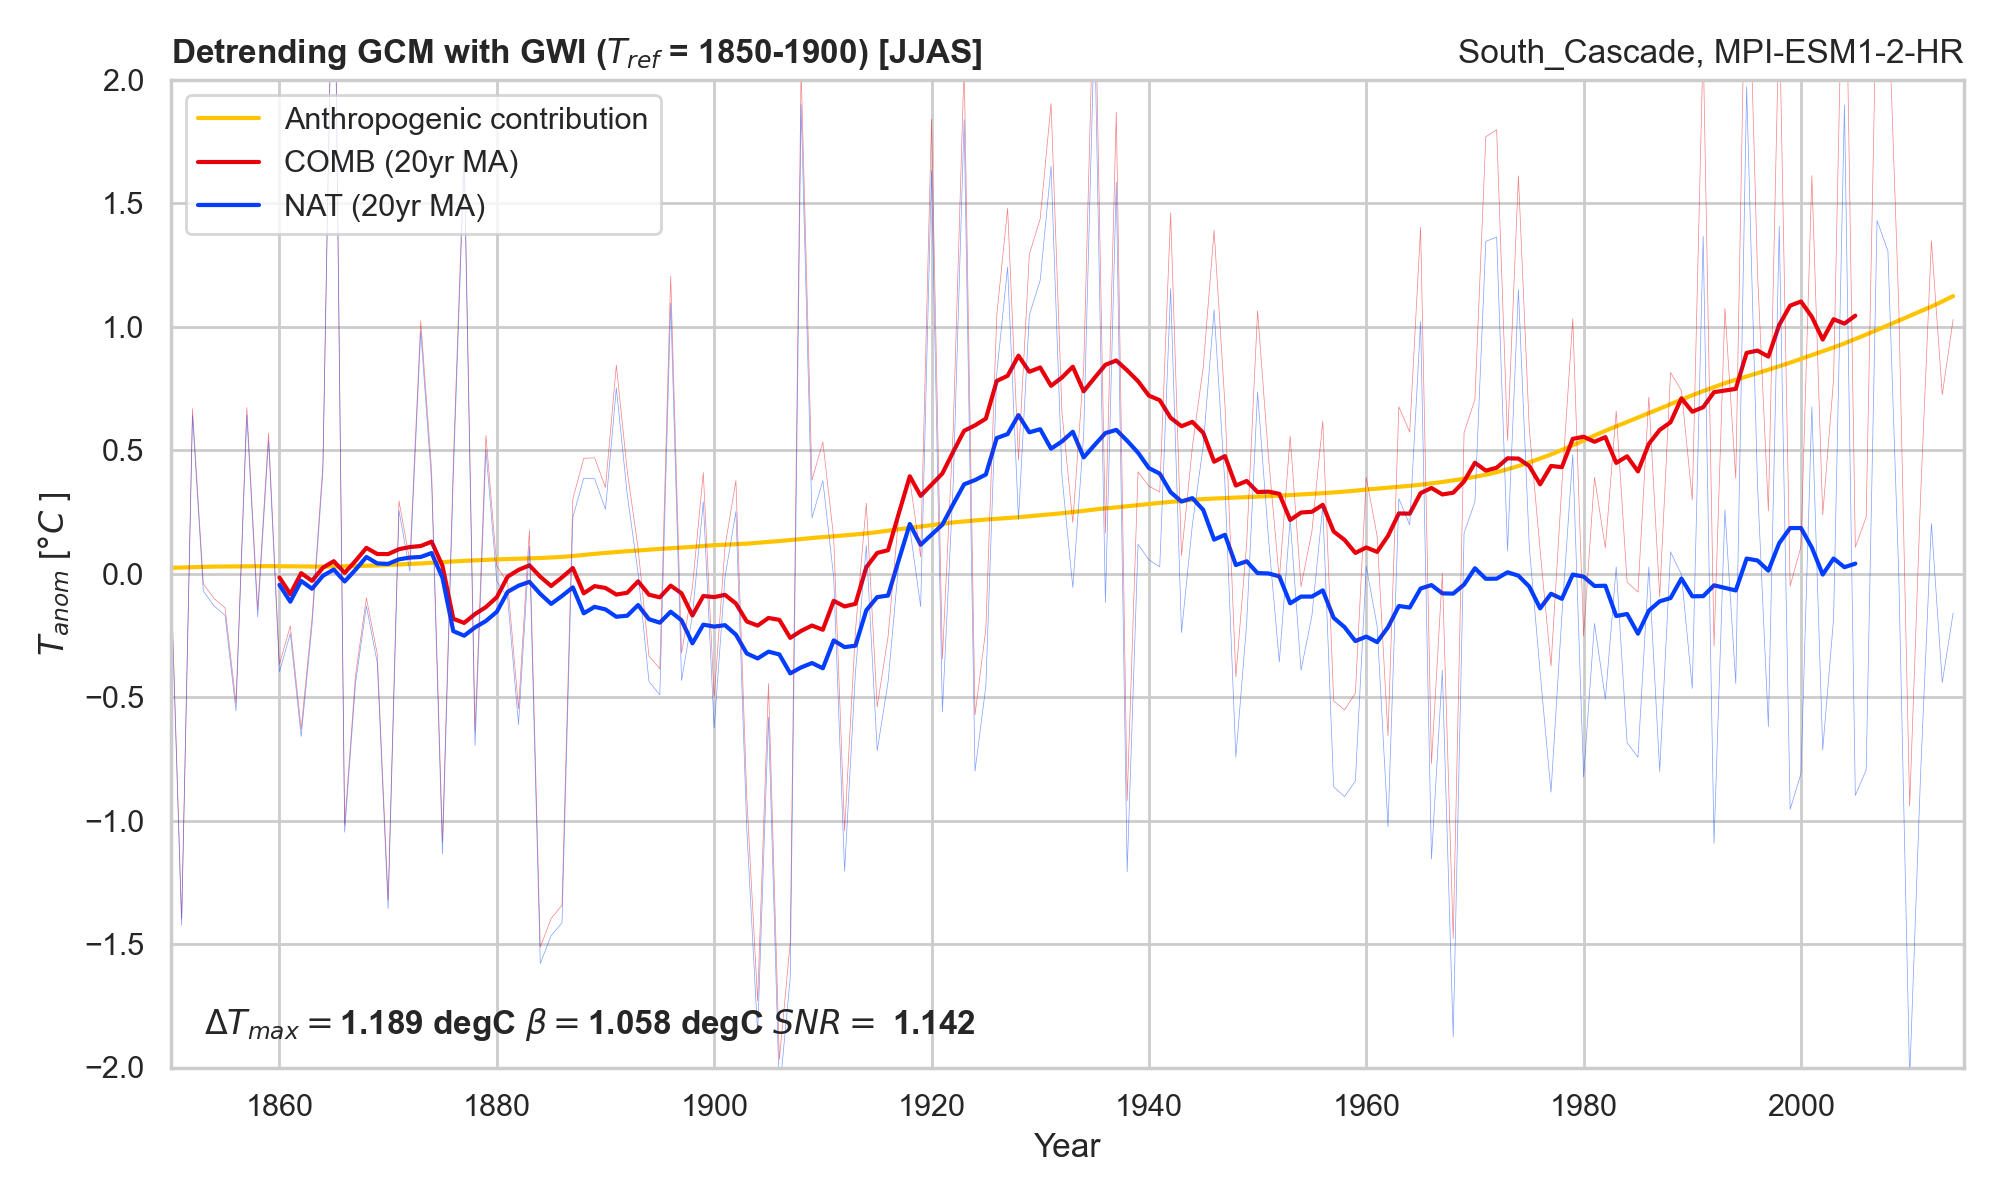 Detrending GCM with GWI (T_ref = 1850-1900) [JJAS]
South_Cascade, MPI-ESM1-2-HR
Anthropogenic contribution
COMB (20yr MA)
NAT (20yr MA)
2.0
1.5
1.0
0.5
0.0
−0.5
−1.0
−1.5
−2.0
T_anom [°C]
ΔT_max = 1.189 degC β = 1.058 degC SNR = 1.142
1860 1880 1900 1920 1940 1960 1980 2000
Year